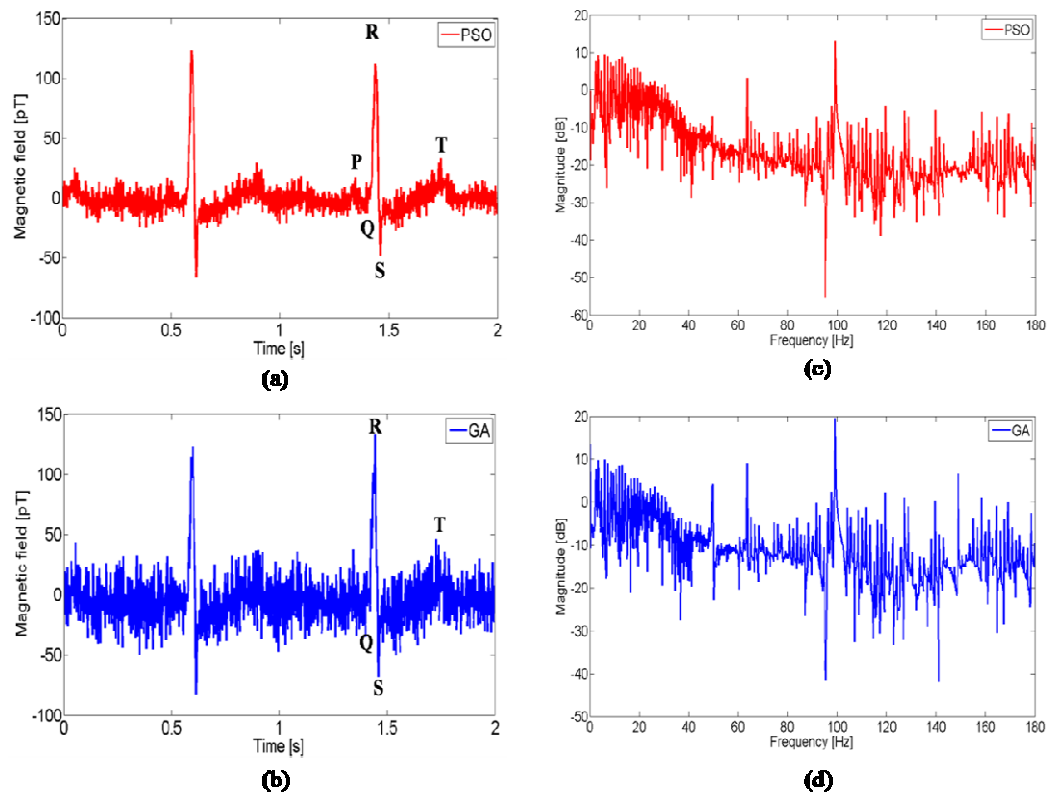 150
100
50
0
-50
-100
Magnetic field [pT]
PSO
R
P
T
Q
S
0 0.5 1 1.5 2
Time [s]
(a)
20
10
0
-10
-20
-30
-40
-50
-60
Magnitude [dB]
PSO
0 20 40 60 80 100 120 140 160 180
Frequency [Hz]
(c)
150
100
50
0
-50
-100
Magnetic field [pT]
GA
R
T
Q
S
0 0.5 1 1.5 2
Time [s]
(b)
20
10
0
-10
-20
-30
-40
-50
Magnitude [dB]
GA
0 20 40 60 80 100 120 140 160 180
Frequency [Hz]
(d)